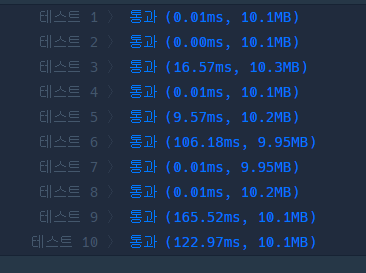 테스트 1 〉 통과 (0.01ms, 10.1MB)
테스트 2 〉 통과 (0.00ms, 10.1MB)
테스트 3 〉 통과 (16.57ms, 10.3MB)
테스트 4 〉 통과 (0.01ms, 10.1MB)
테스트 5 〉 통과 (9.57ms, 10.2MB)
테스트 6 〉 통과 (106.18ms, 9.95MB)
테스트 7 〉 통과 (0.01ms, 9.95MB)
테스트 8 〉 통과 (0.01ms, 10.2MB)
테스트 9 〉 통과 (165.52ms, 10.1MB)
테스트 10 〉 통과 (122.97ms, 10.1MB)